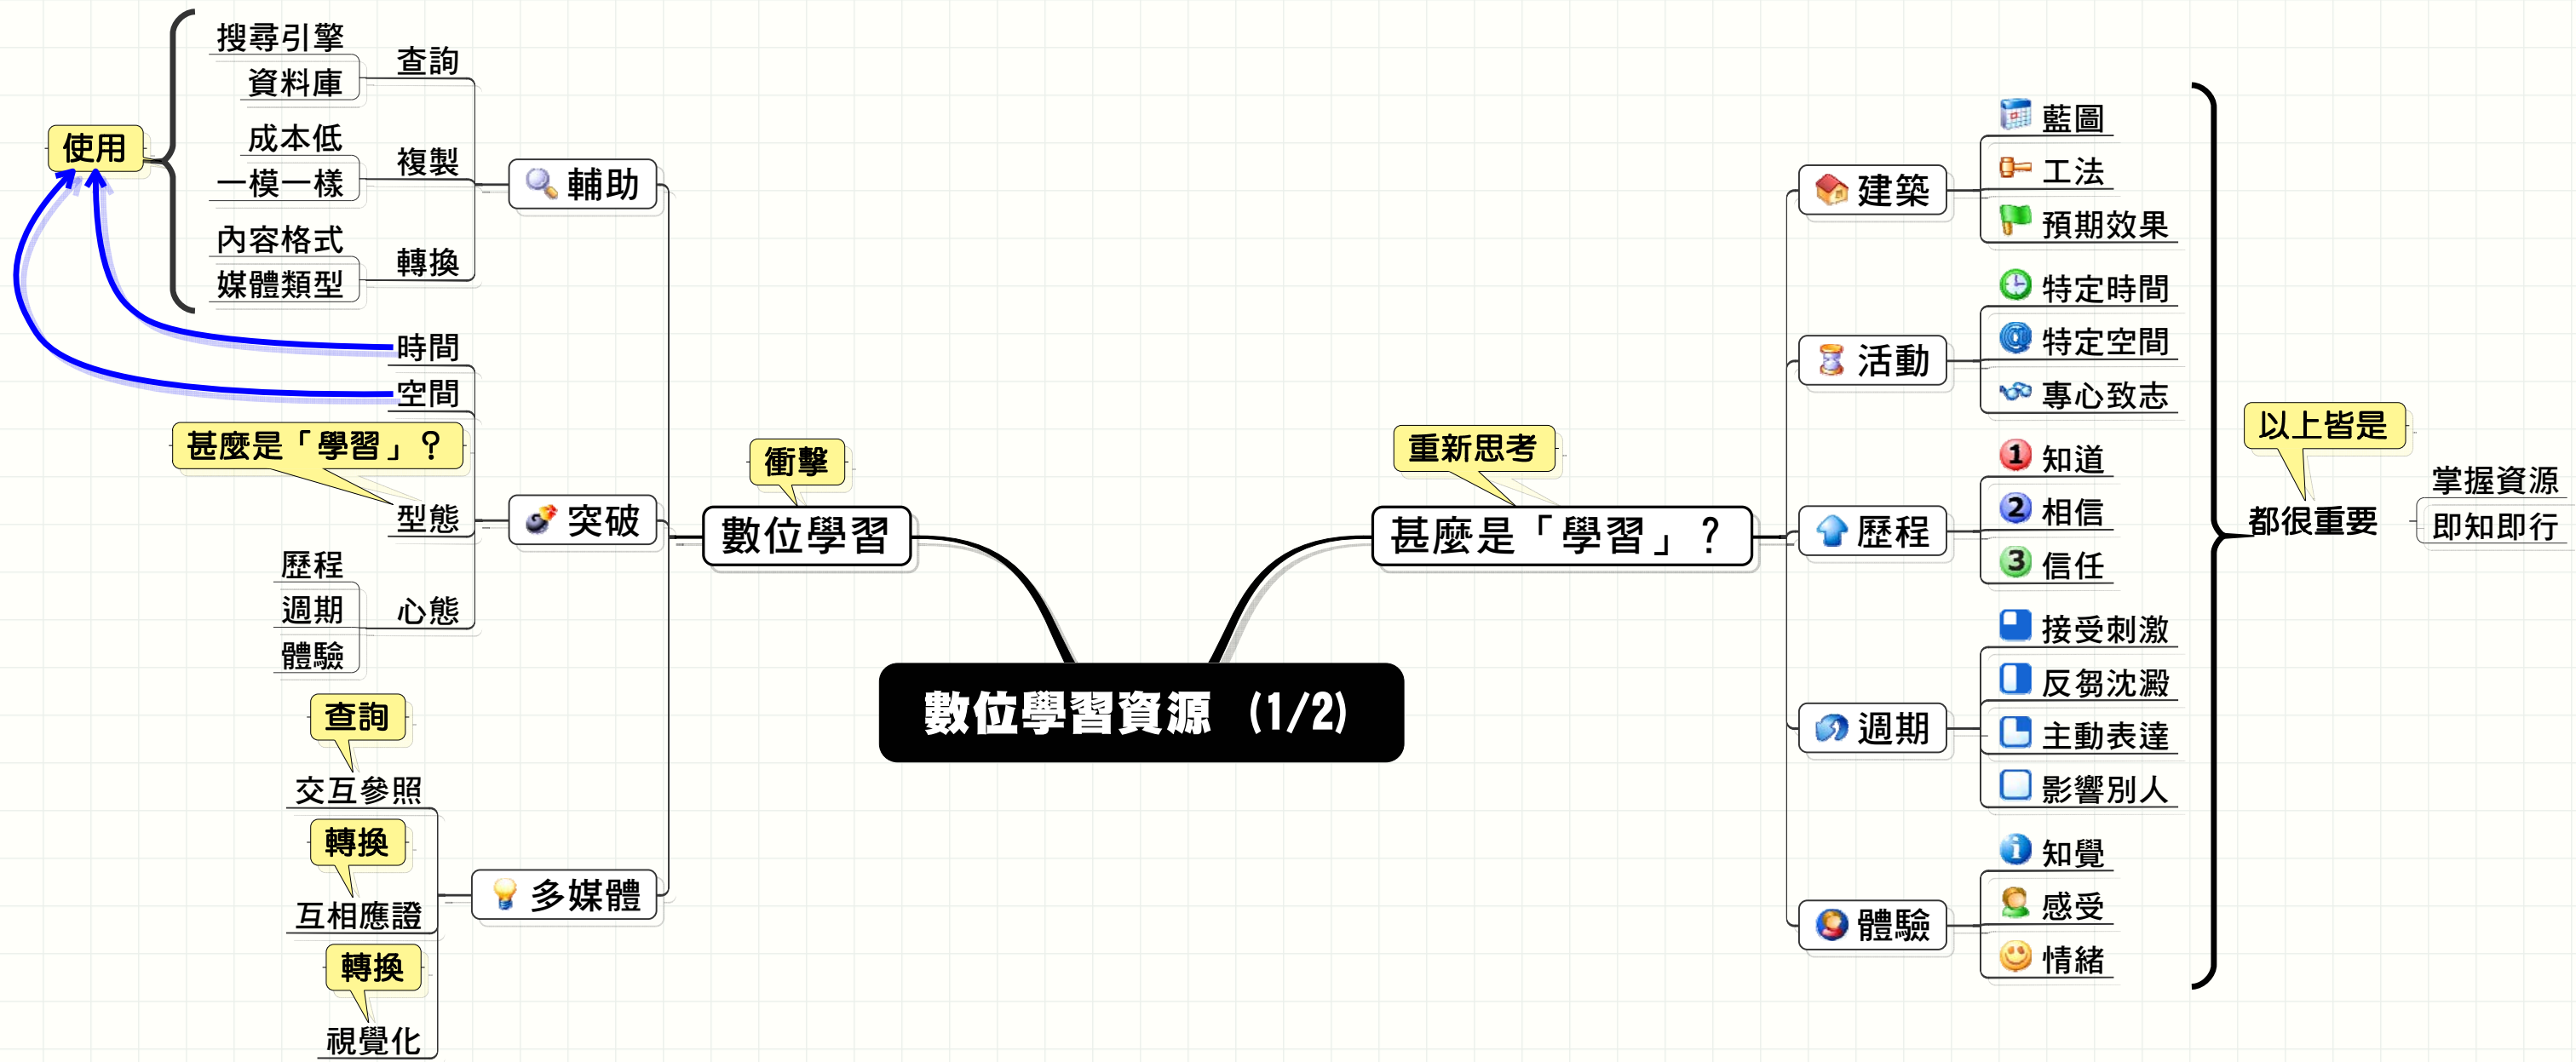 數位學習資源 (1/2)
衝擊
數位學習
輔助
查詢
搜尋引擎
資料庫
複製
成本低
一模一樣
轉換
內容格式
媒體類型
使用
突破
時間
空間
甚麼是「學習」？
型態
心態
歷程
週期
體驗
多媒體
查詢
交互參照
轉換
互相應證
轉換
視覺化
重新思考
甚麼是「學習」？
建築
藍圖
工法
預期效果
活動
特定時間
特定空間
專心致志
歷程
1 知道
2 相信
3 信任
週期
接受刺激
反芻沈澱
主動表達
影響別人
體驗
知覺
感受
情緒
以上皆是
都很重要
掌握資源
即知即行